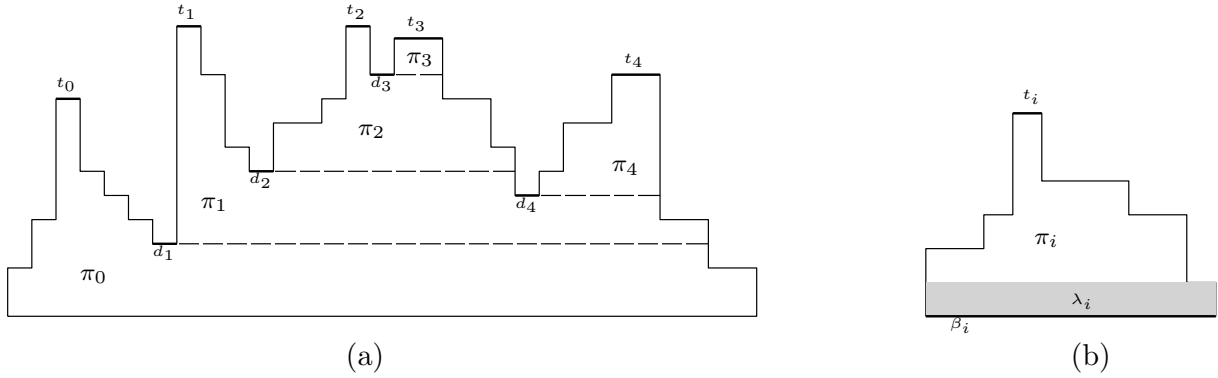 t₁ t₂ t₃
t₀ π₃ t₄
d₃
π₂
π₄
d₂
π₁ d₄
d₁
π₀
(a)
tᵢ
πᵢ
λᵢ
βᵢ
(b)